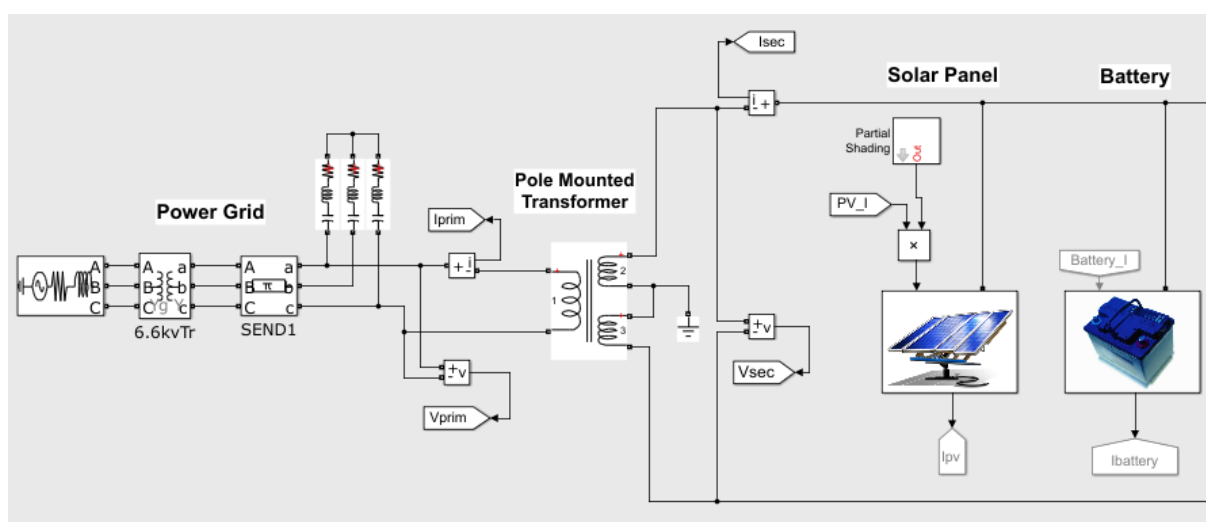 Isec
Solar Panel
Battery
i
- +
Partial
Shading
Out
Pole Mounted
Transformer
Power Grid
Iprim
PV_I
+ i
-
×
Battery_I
A A a A a
B B b B π b
C C Yg Y c C c
6.6kvTr
SEND1
+
1
+
2
+
3
+
- v
Vsec
+
- v
Vprim
Ipv
Ibattery